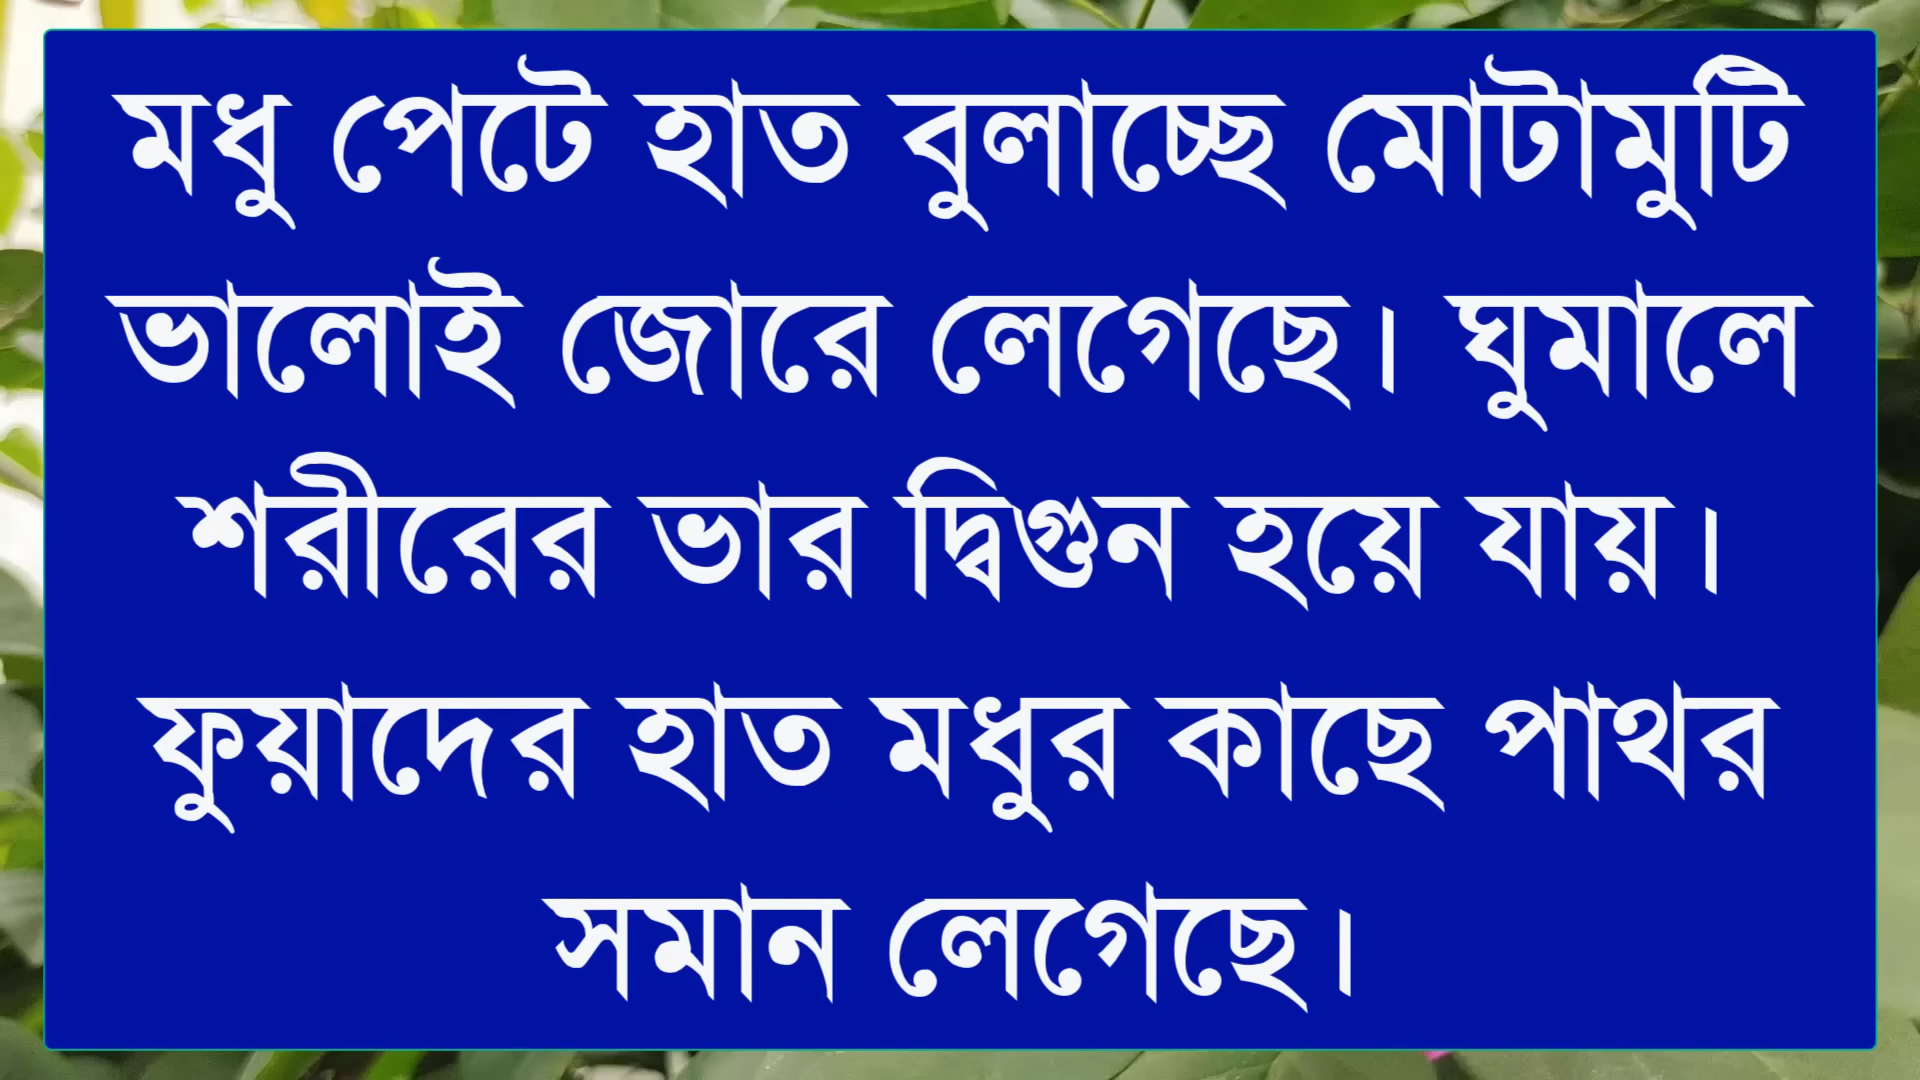 মধু পেটে হাত বুলাচ্ছে মোটামুটি
ভালোই জোরে লেগেছে। ঘুমালে
শরীরের ভার দ্বিগুন হয়ে যায়।
ফুয়াদের হাত মধুর কাছে পাথর
সমান লেগেছে।